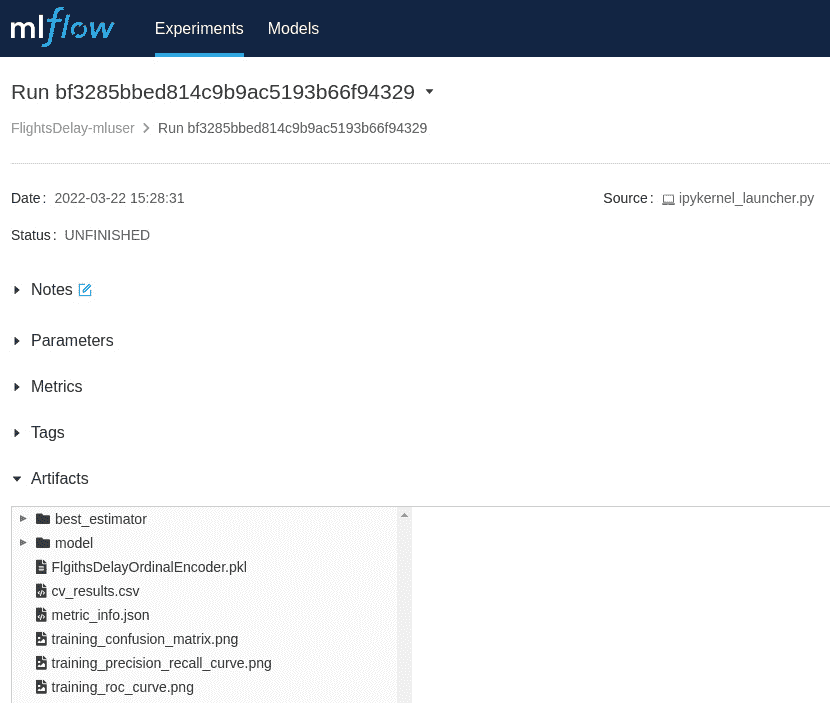 mlflow Experiments Models
Run bf3285bbed814c9b9ac5193b66f94329
FlightsDelay-mluser Run bf3285bbed814c9b9ac5193b66f94329
Date: 2022-03-22 15:28:31 Source: ipykernel_launcher.py
Status: UNFINISHED
Notes
Parameters
Metrics
Tags
Artifacts
best_estimator
model
FlgithsDelayOrdinalEncoder.pkl
cv_results.csv
metric_info.json
training_confusion_matrix.png
training_precision_recall_curve.png
training_roc_curve.png